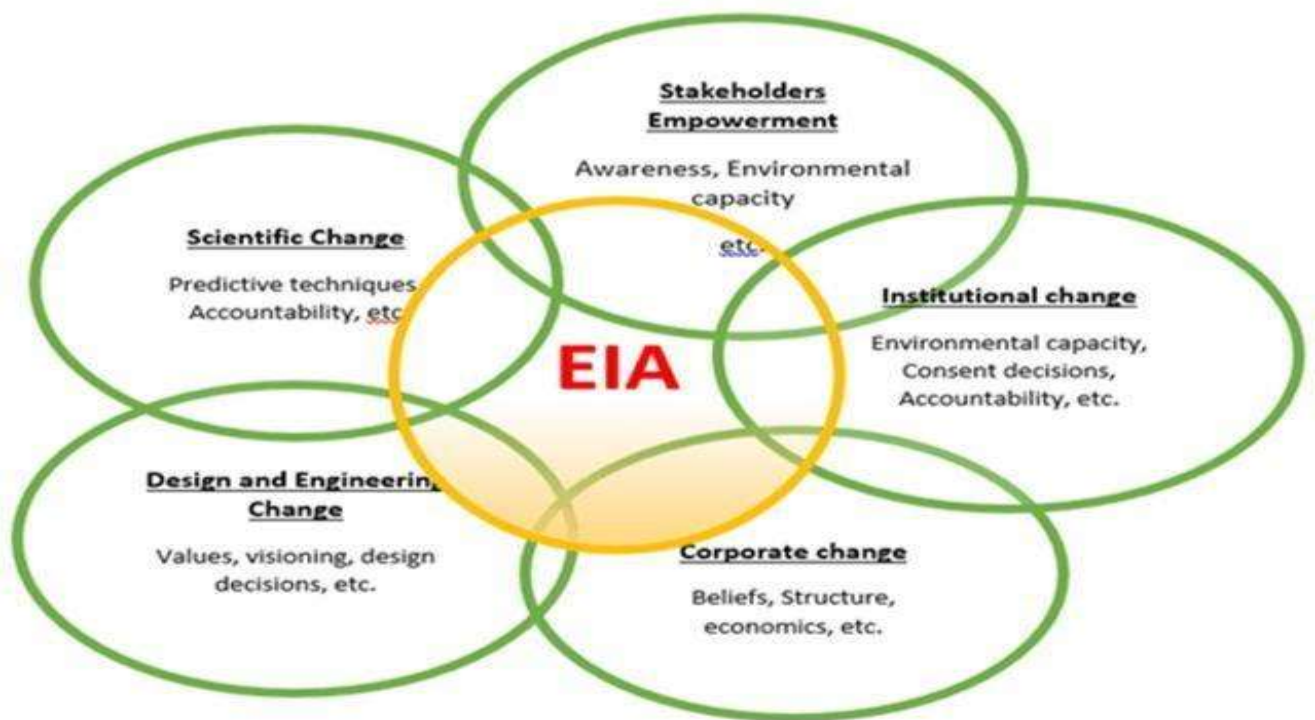 Stakeholders
Empowerment
Awareness, Environmental
capacity
etc.
Scientific Change
Predictive techniques
Accountability, etc
Institutional change
Environmental capacity,
Consent decisions,
Accountability, etc.
EIA
Design and Engineering
Change
Values, visioning, design
decisions, etc.
Corporate change
Beliefs, Structure,
economics, etc.